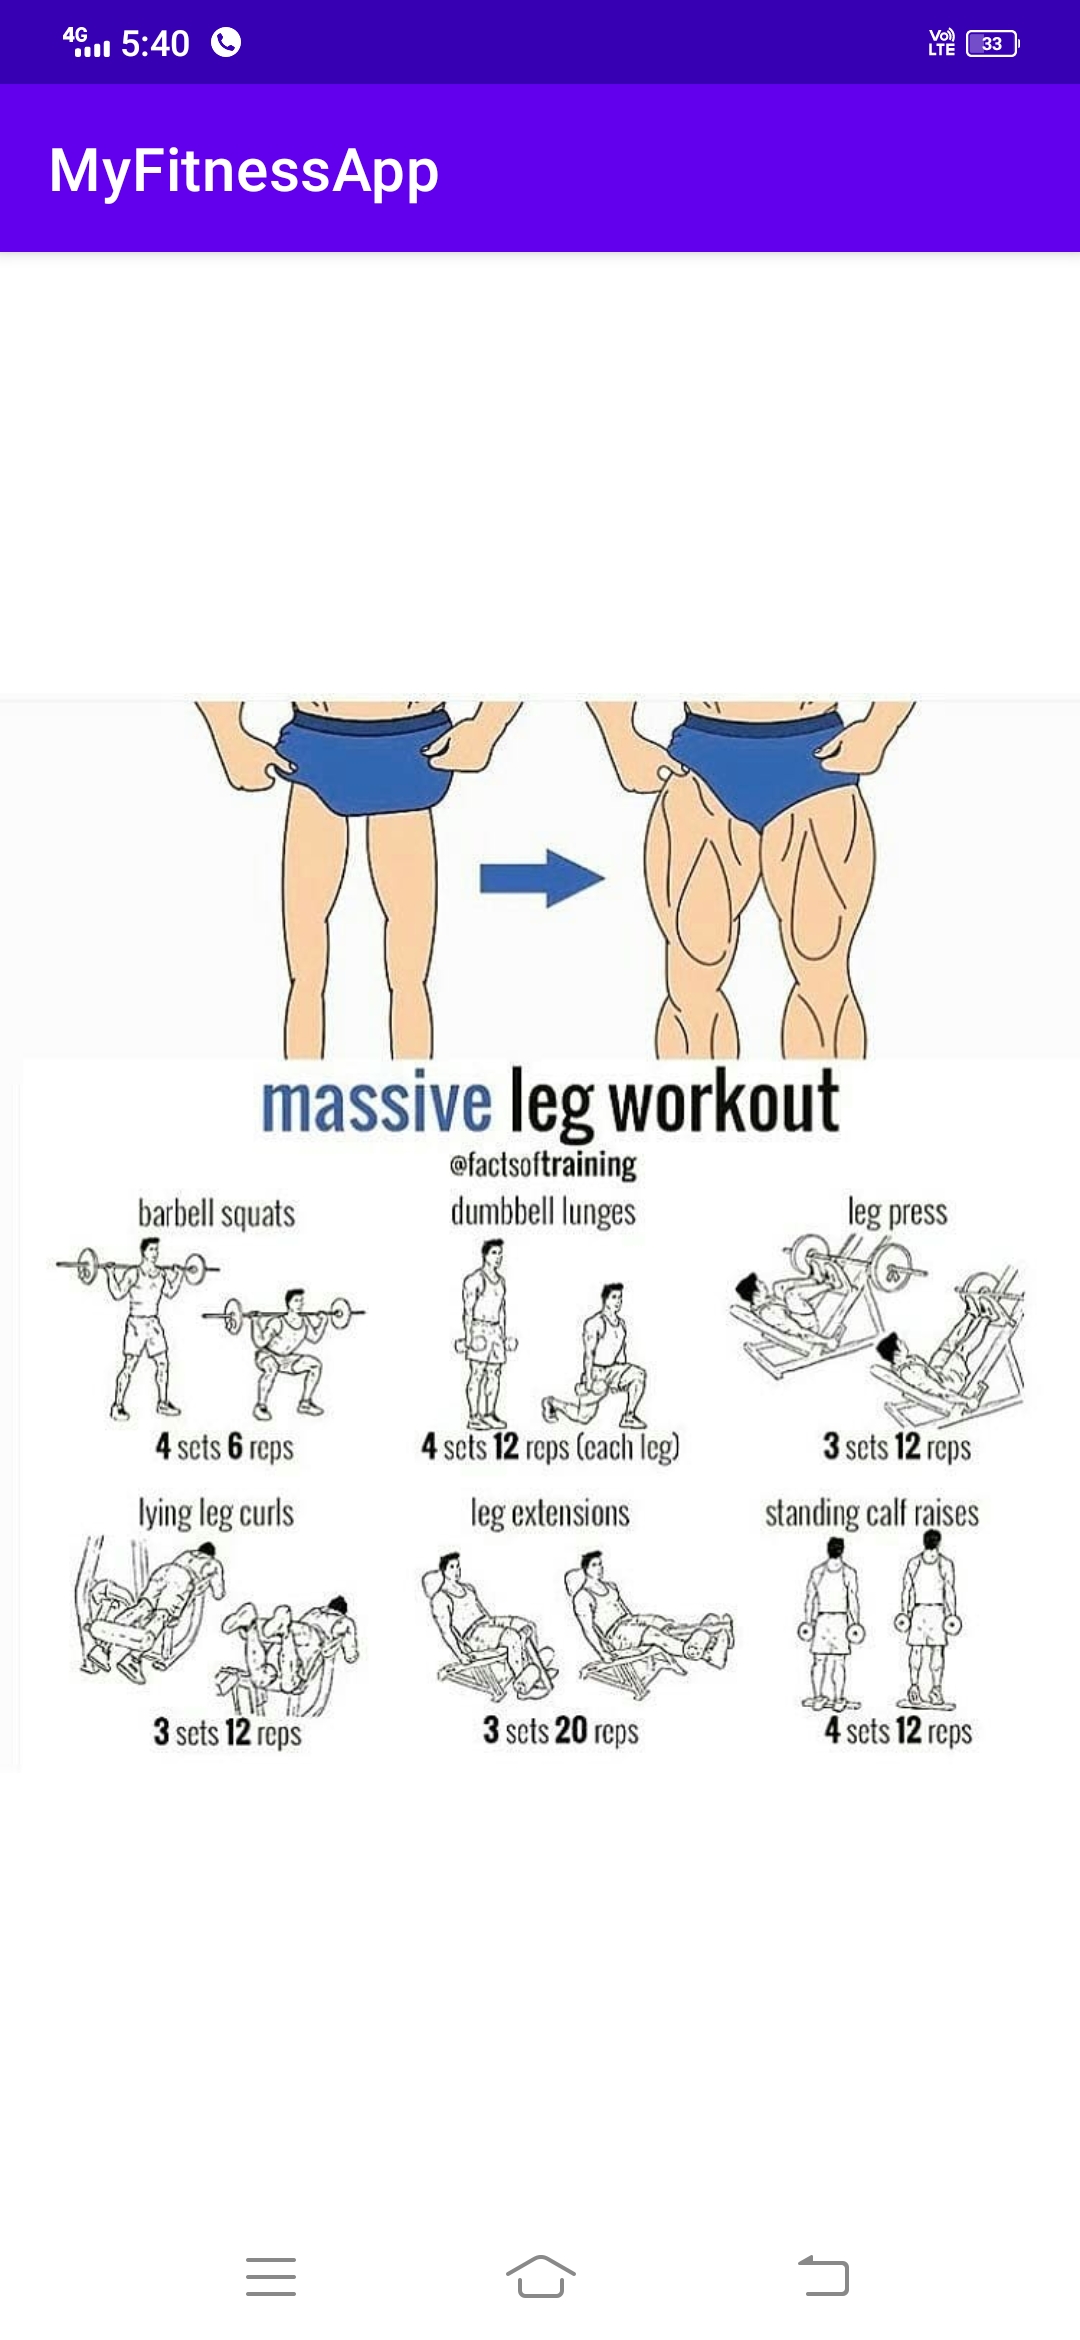 4G 5:40 Vo)) LTE 33
MyFitnessApp
massive leg workout
@factsoftraining
barbell squats dumbbell lunges leg press
4 sets 6 reps 4 sets 12 reps (each leg) 3 sets 12 reps
lying leg curls leg extensions standing calf raises
3 sets 12 reps 3 sets 20 reps 4 sets 12 reps